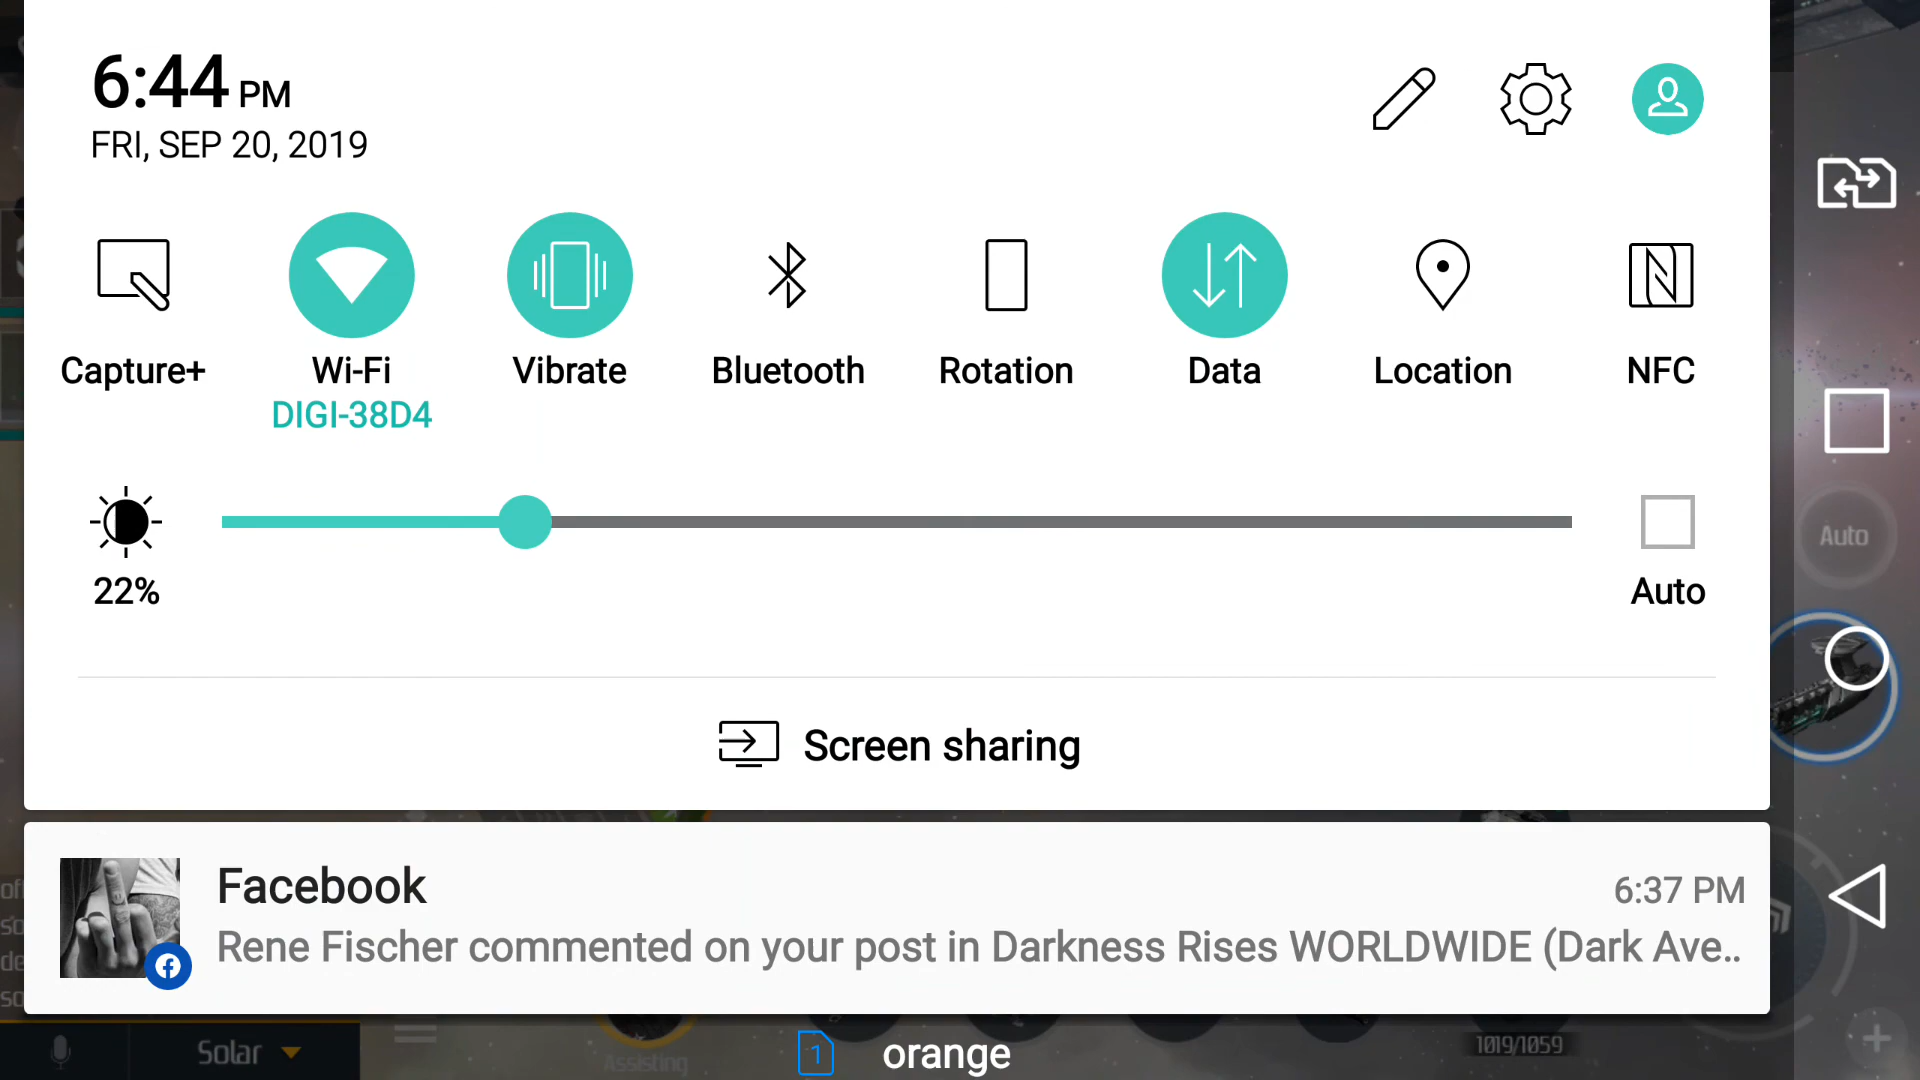 6:44 PM
FRI, SEP 20, 2019
Capture+
Wi-Fi
DIGI-38D4
Vibrate
Bluetooth
Rotation
Data
Location
NFC
22%
Auto
Auto
Screen sharing
Facebook
6:37 PM
Rene Fischer commented on your post in Darkness Rises WORLDWIDE (Dark Ave..
Solar
Assisting
1
orange
1019/1059